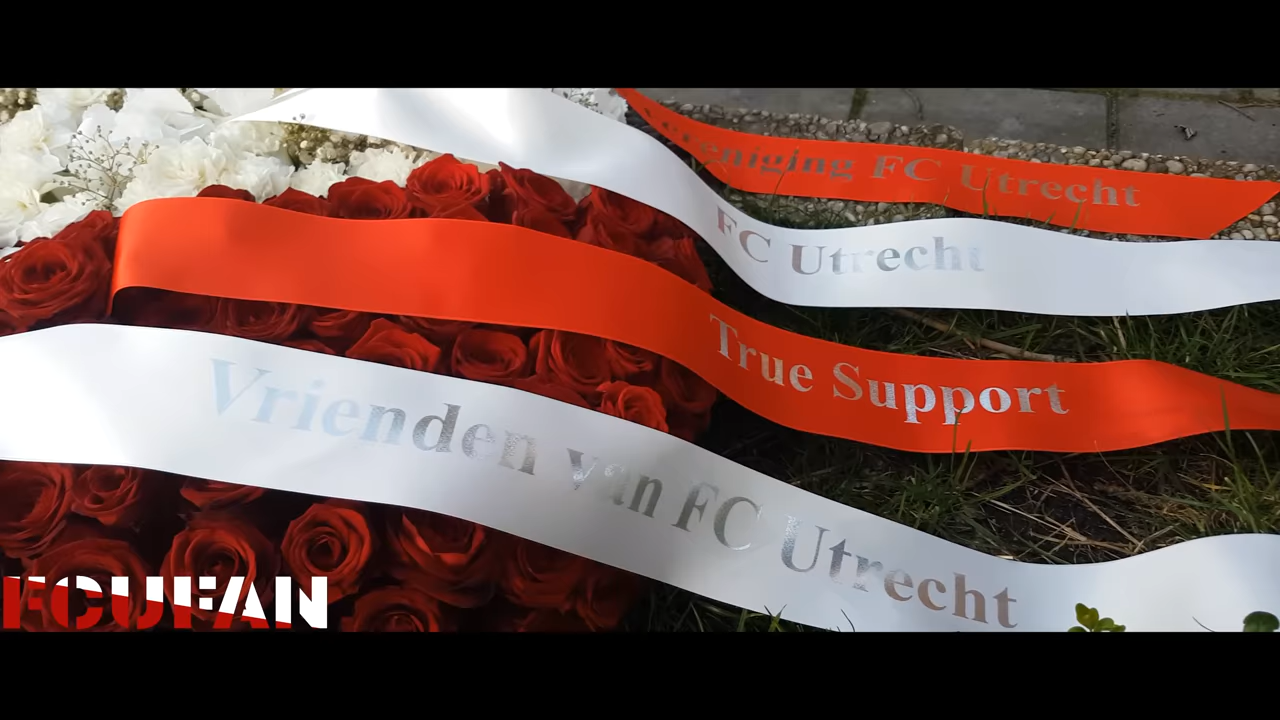 Vereniging FC Utrecht
FC Utrecht
True Support
Vrienden van FC Utrecht
FCUFAN